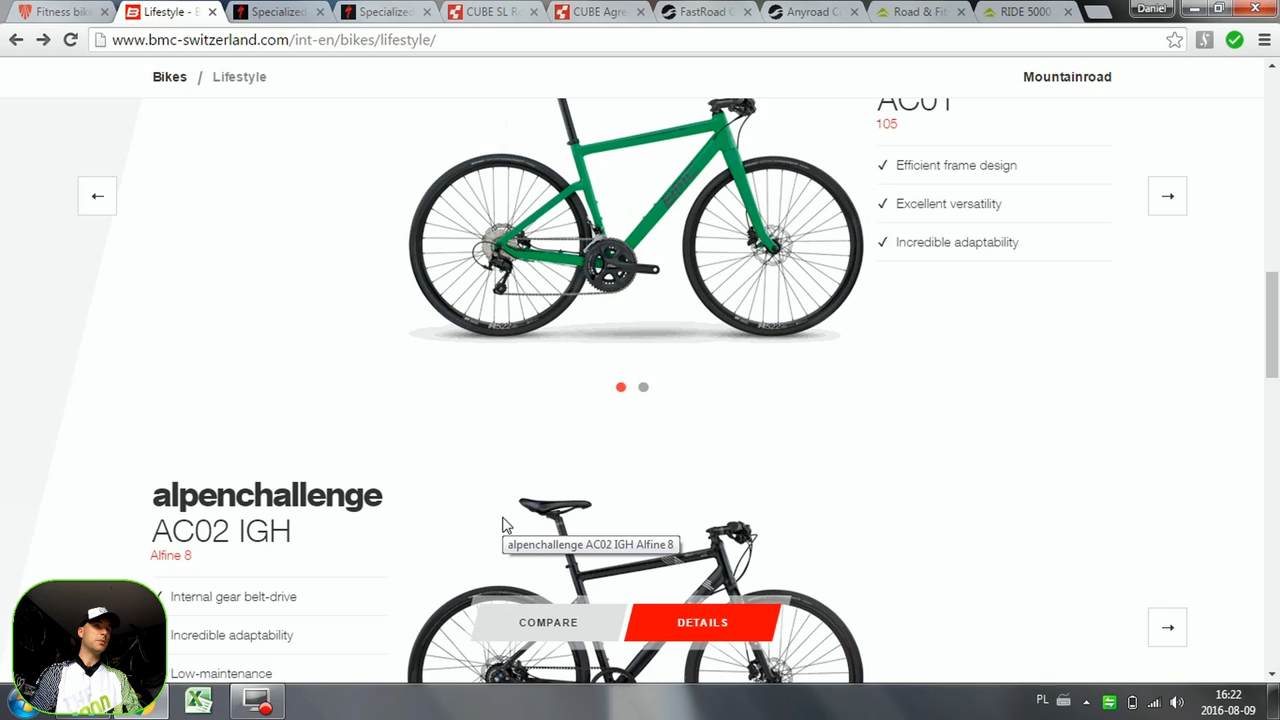 Fitness bike
Lifestyle - B
Specialized
Specialized
CUBE SL Ro
CUBE Agre
FastRoad C
Anyroad C
Road & Fit
RIDE 5000
Daniel
www.bmc-switzerland.com/int-en/bikes/lifestyle/
Bikes / Lifestyle
Mountainroad
AC01
105
✓ Efficient frame design
✓ Excellent versatility
✓ Incredible adaptability
alpenchallenge
AC02 IGH
Alfine 8
alpenchallenge AC02 IGH Alfine 8
Internal gear belt-drive
Incredible adaptability
Low-maintenance
COMPARE
DETAILS
PL
16:22
2016-08-09